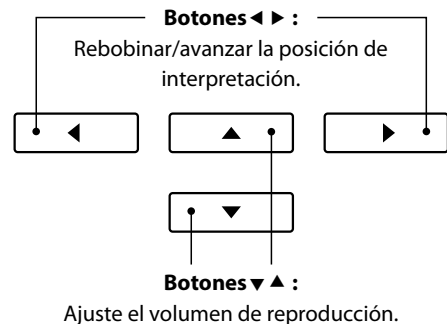 Botones ◀ ▶ :
Rebobinar/avanzar la posición de
interpretación.
◀ ▲ ▶
▼
Botones ▼ ▲ :
Ajuste el volumen de reproducción.